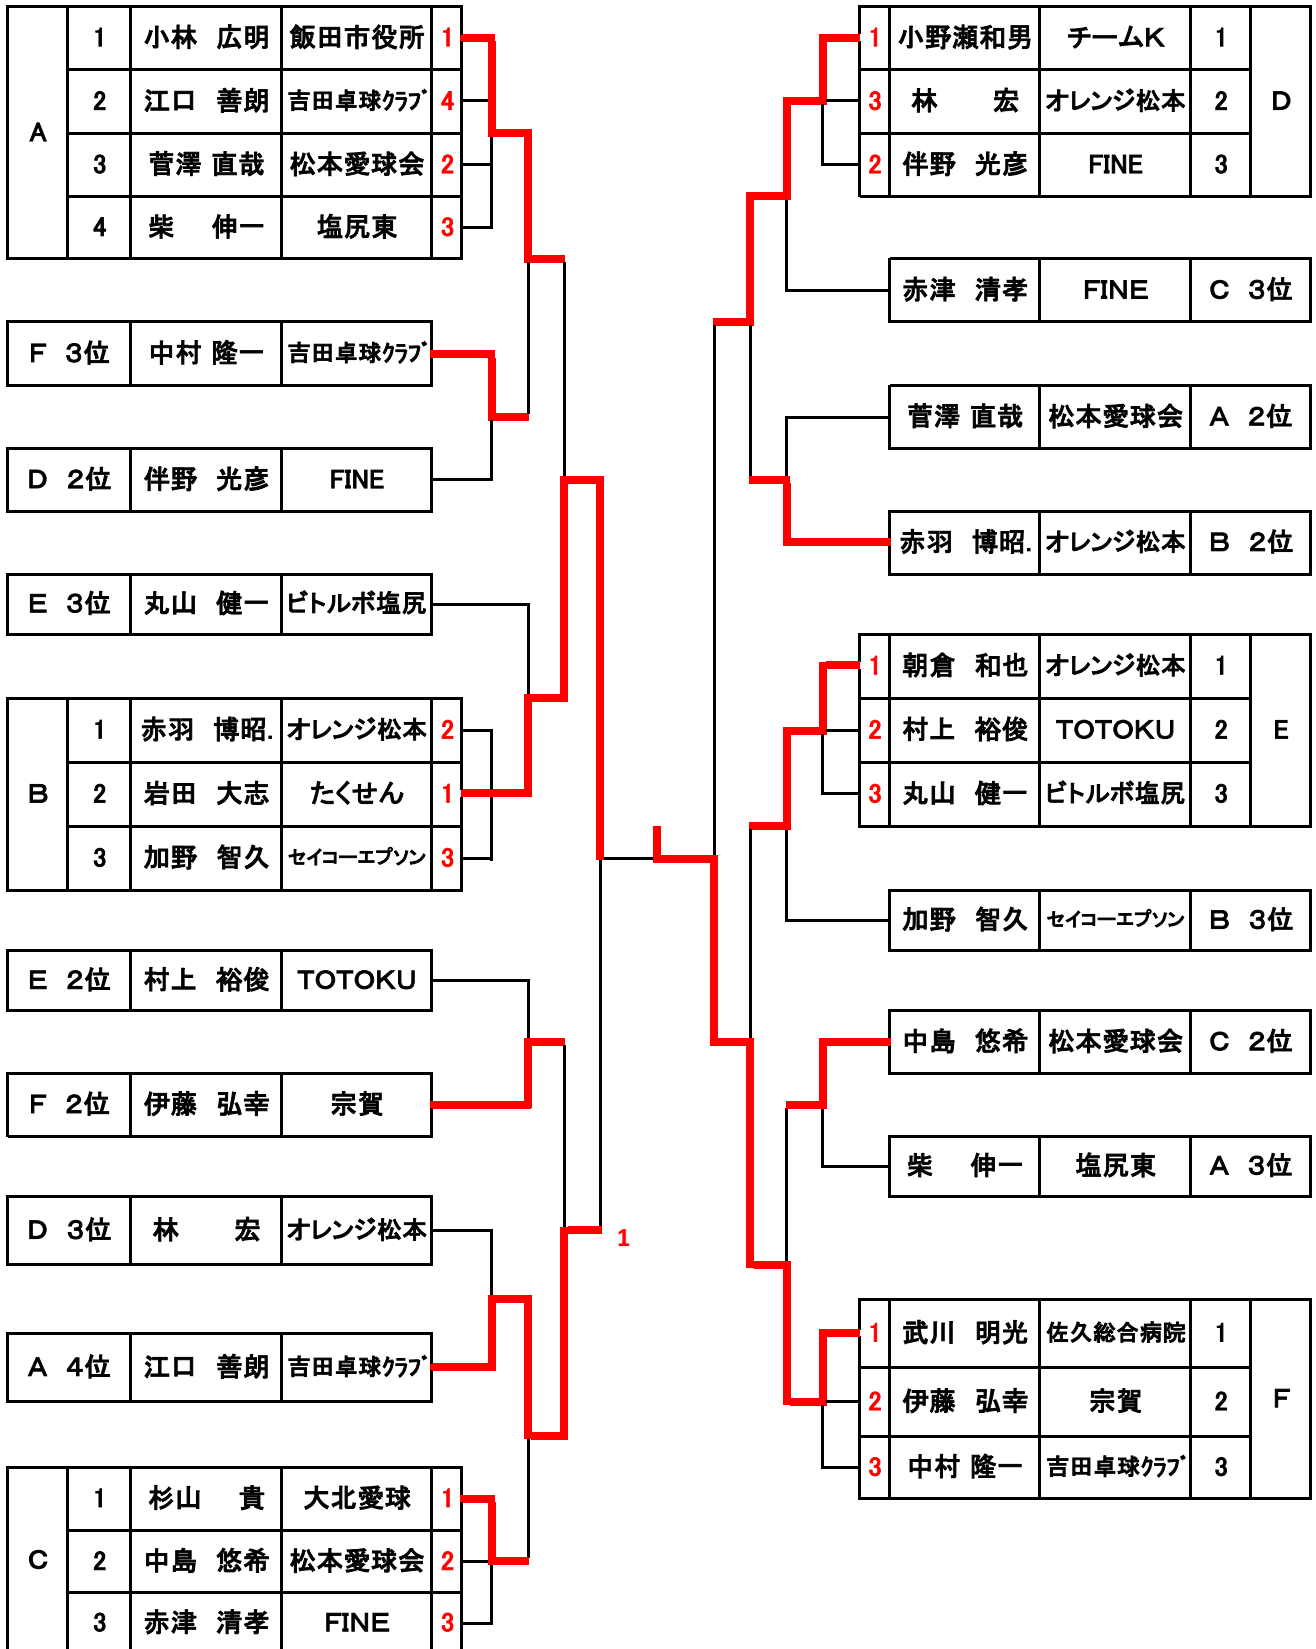 A
1 小林 広明 飯田市役所 1
2 江口 善朗 吉田卓球クラブ 4
3 菅澤 直哉 松本愛球会 2
4 柴 伸一 塩尻東 3
F 3位 中村 隆一 吉田卓球クラブ
D 2位 伴野 光彦 FINE
E 3位 丸山 健一 ビトルボ塩尻
B
1 赤羽 博昭. オレンジ松本 2
2 岩田 大志 たくせん 1
3 加野 智久 セイコーエプソン 3
E 2位 村上 裕俊 TOTOKU
F 2位 伊藤 弘幸 宗賀
D 3位 林 宏 オレンジ松本
A 4位 江口 善朗 吉田卓球クラブ
C
1 杉山 貴 大北愛球 1
2 中島 悠希 松本愛球会 2
3 赤津 清孝 FINE 3
1
1 小野瀬和男 チームK 1
3 林 宏 オレンジ松本 2
2 伴野 光彦 FINE 3
D
赤津 清孝 FINE C 3位
菅澤 直哉 松本愛球会 A 2位
赤羽 博昭. オレンジ松本 B 2位
1 朝倉 和也 オレンジ松本 1
2 村上 裕俊 TOTOKU 2
3 丸山 健一 ビトルボ塩尻 3
E
加野 智久 セイコーエプソン B 3位
中島 悠希 松本愛球会 C 2位
柴 伸一 塩尻東 A 3位
1 武川 明光 佐久総合病院 1
2 伊藤 弘幸 宗賀 2
3 中村 隆一 吉田卓球クラブ 3
F